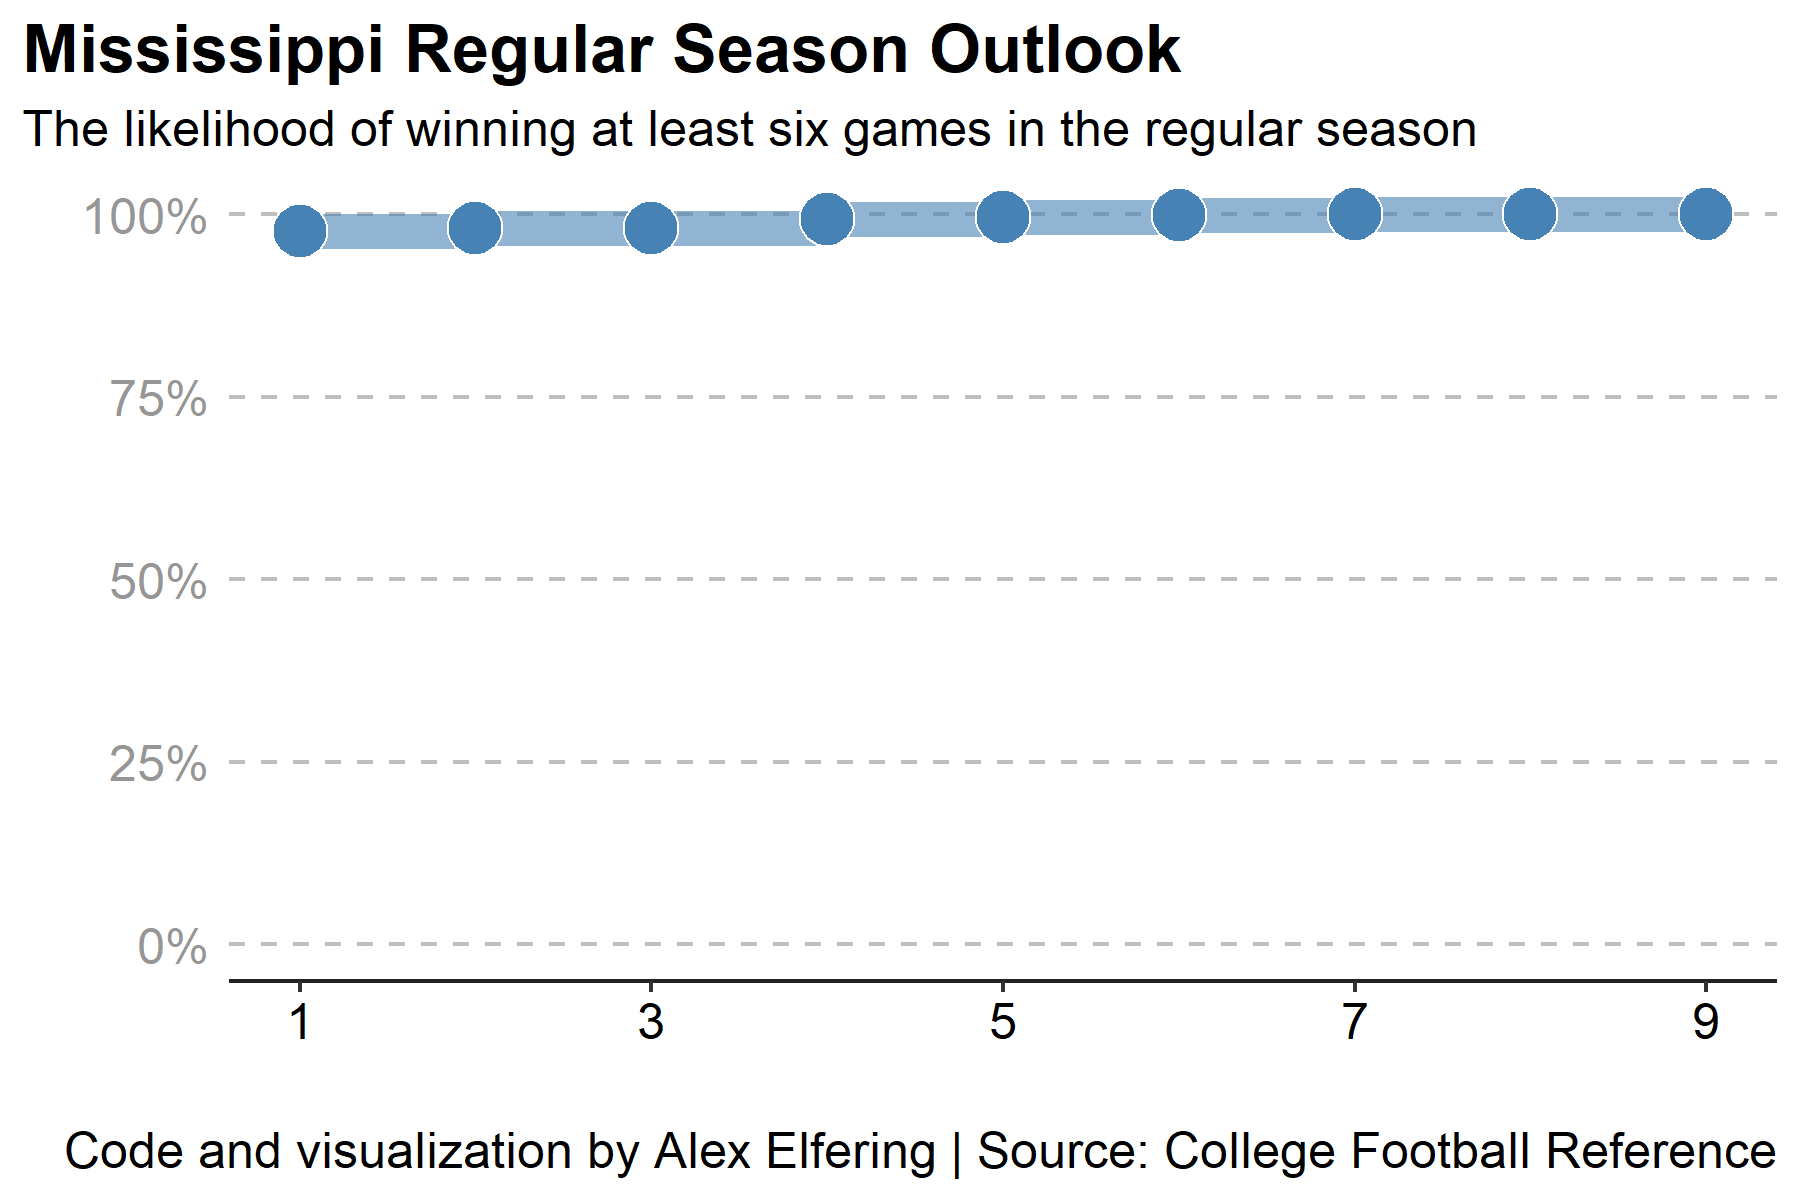 Mississippi Regular Season Outlook
The likelihood of winning at least six games in the regular season
100%
75%
50%
25%
0%
1 3 5 7 9
Code and visualization by Alex Elfering | Source: College Football Reference